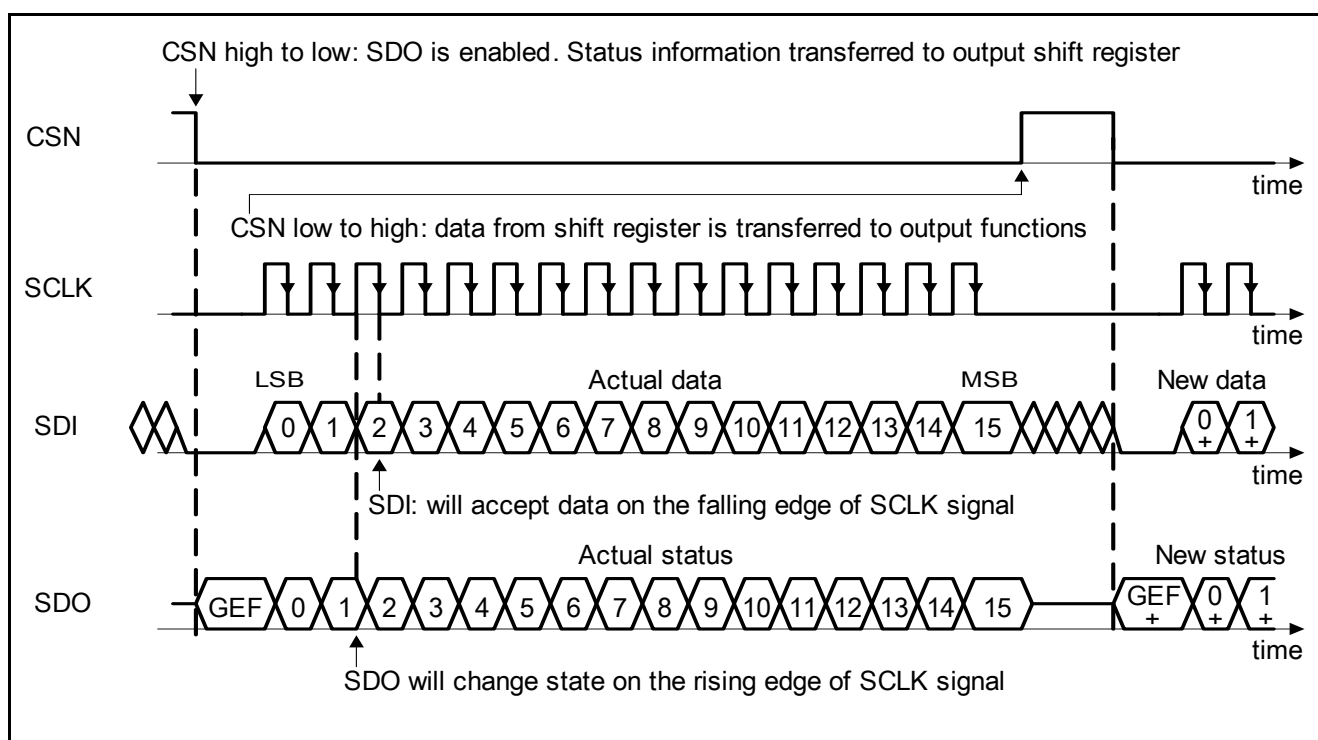 CSN high to low: SDO is enabled. Status information transferred to output shift register
CSN
time
CSN low to high: data from shift register is transferred to output functions
SCLK
time
LSB
Actual data
MSB
New data
SDI
0 1 2 3 4 5 6 7 8 9 10 11 12 13 14 15
0+ 1+
time
SDI: will accept data on the falling edge of SCLK signal
Actual status
New status
SDO
GEF 0 1 2 3 4 5 6 7 8 9 10 11 12 13 14 15
GEF+ 0+ 1+
time
SDO will change state on the rising edge of SCLK signal